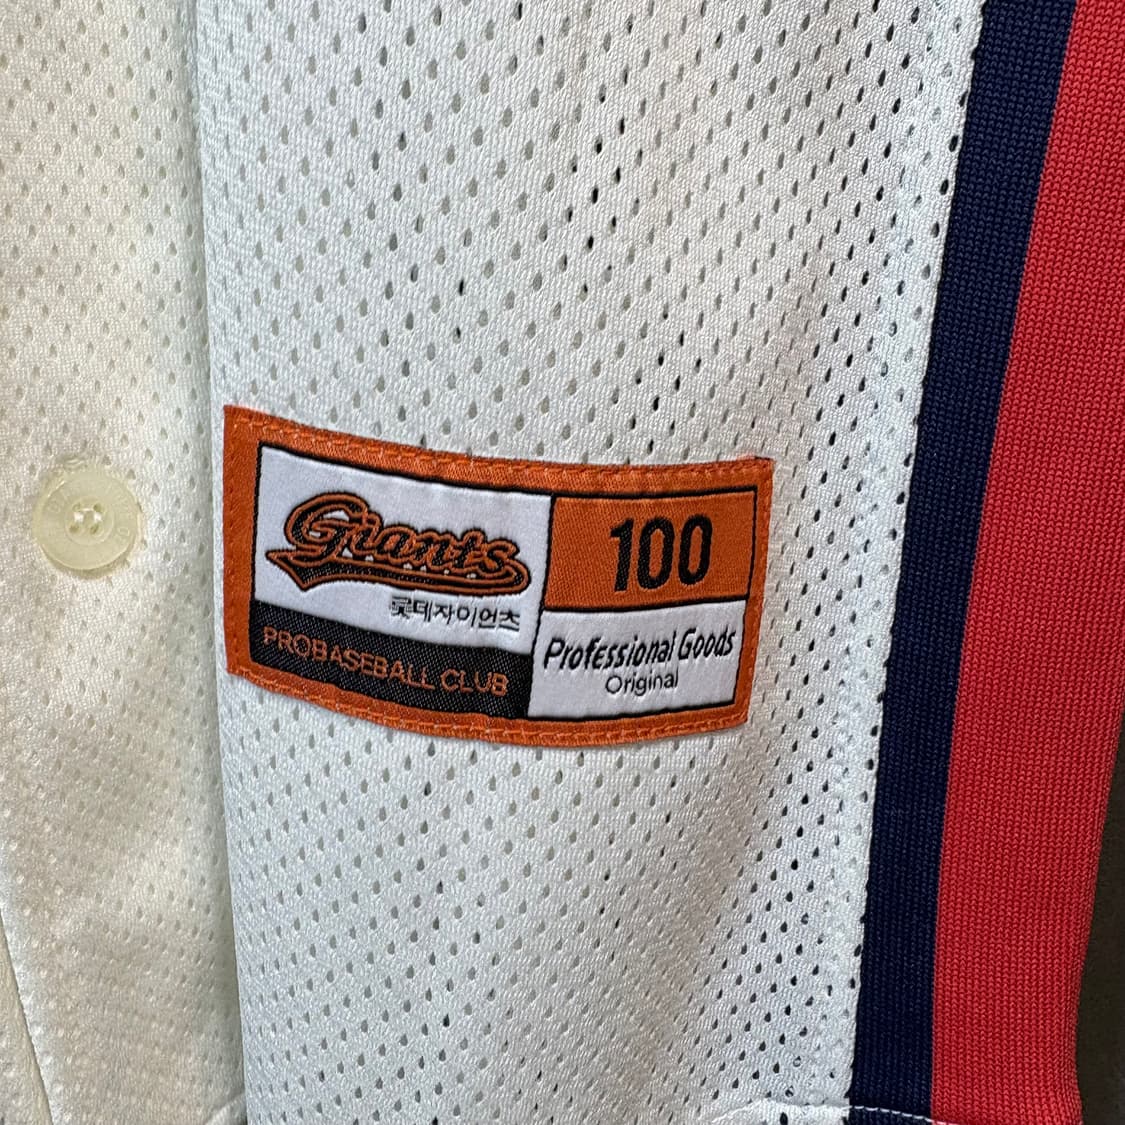 Giants
롯데자이언츠
PROBASEBALL CLUB
100
Professional Goods
Original